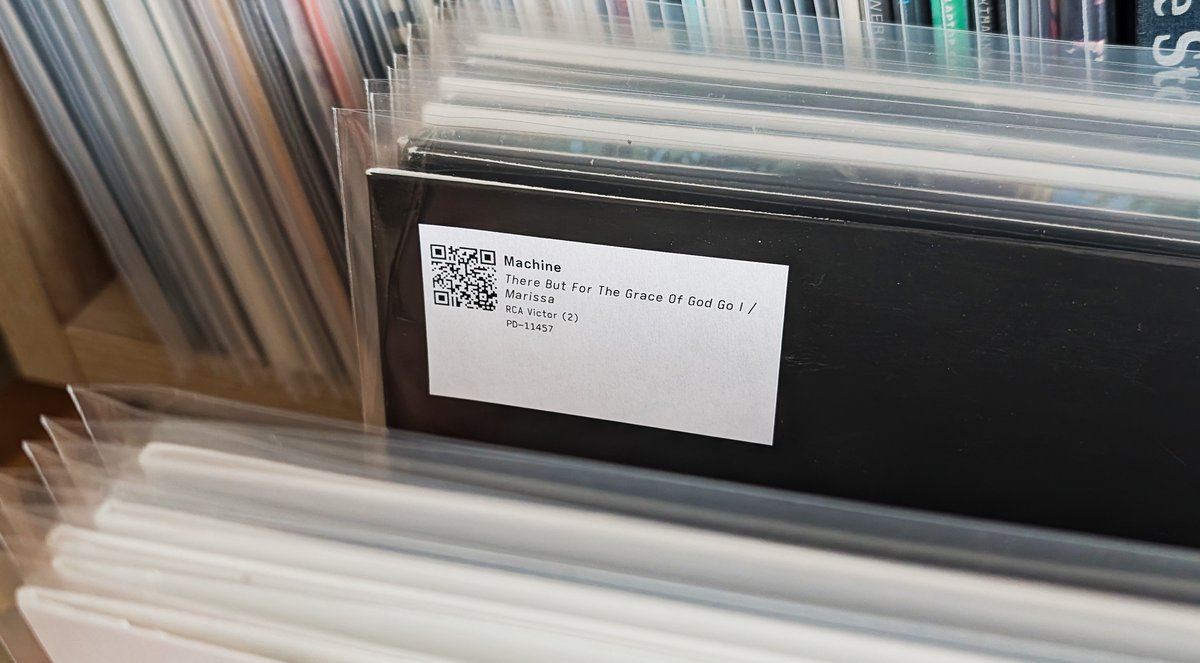 Machine
There But For The Grace Of God Go I /
Marissa
RCA Victor (2)
PD-11457